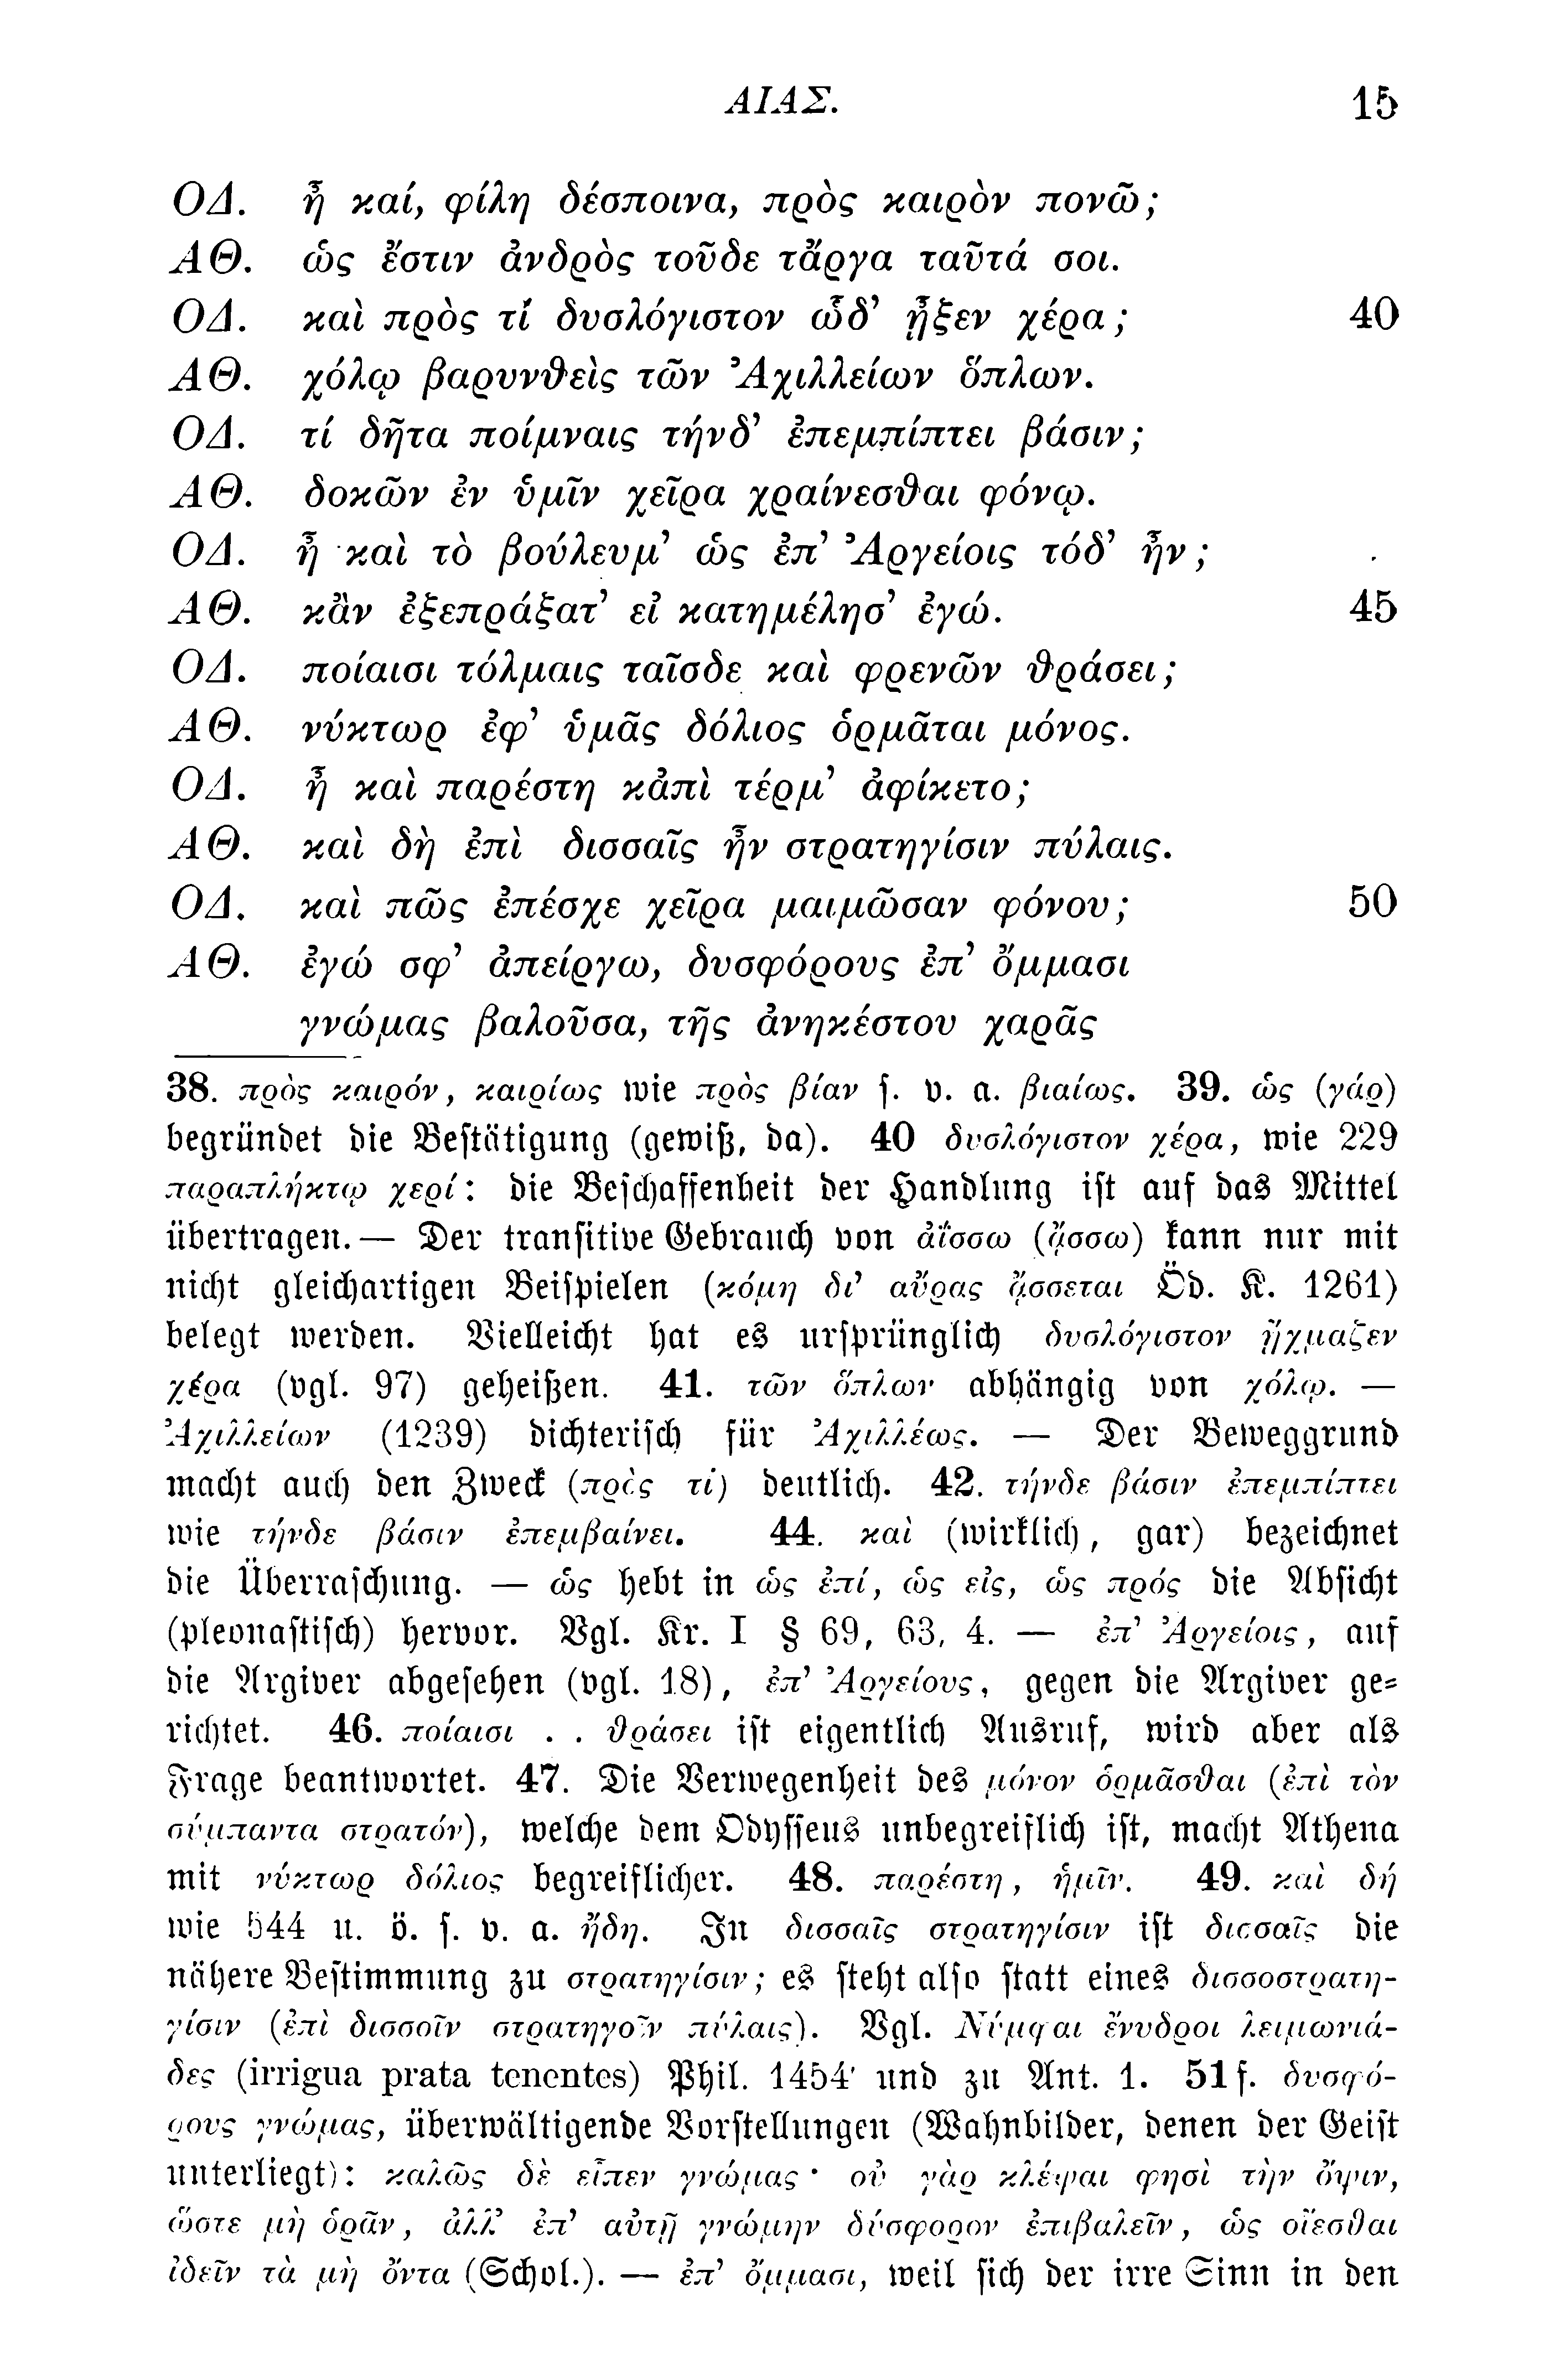 ΑΙΑΣ. 15
ΟΔ. ἦ καί, φίλη δέσποινα, πρὸς καιρὸν πονῶ;
ΑΘ. ὡς ἔστιν ἀνδρὸς τοῦδε τἄργα ταῦτά σοι.
ΟΔ. καὶ πρὸς τί δυσλόγιστον ὧδ’ ᾖξεν χέρα; 40
ΑΘ. χόλῳ βαρυνθεὶς τῶν Ἀχιλλείων ὅπλων.
ΟΔ. τί δῆτα ποίμναις τήνδ’ ἐπεμπίπτει βάσιν;
ΑΘ. δοκῶν ἐν ὑμῖν χεῖρα χραίνεσθαι φόνῳ.
ΟΔ. ἦ καὶ τὸ βούλευμ’ ὡς ἐπ’ Ἀργείοις τόδ’ ἦν;
ΑΘ. κἂν ἐξεπράξατ’ εἰ κατημέλησ’ ἐγώ. 45
ΟΔ. ποίαισι τόλμαις ταῖσδε καὶ φρενῶν θράσει;
ΑΘ. νύκτωρ ἐφ’ ὑμᾶς δόλιος ὁρμᾶται μόνος.
ΟΔ. ἦ καὶ παρέστη κἀπὶ τέρμ’ ἀφίκετο;
ΑΘ. καὶ δὴ ἐπὶ δισσαῖς ἦν στρατηγίσιν πύλαις.
ΟΔ. καὶ πῶς ἐπέσχε χεῖρα μαιμῶσαν φόνου; 50
ΑΘ. ἐγώ σφ’ ἀπείργω, δυσφόρους ἐπ’ ὄμμασι
γνώμας βαλοῦσα, τῆς ἀνηκέστου χαρᾶς
38. πρὸς καιρόν, καιρίως wie πρὸς βίαν s. v. a. βιαίως. 39. ὡς (γάρ)
begründet die Bestätigung (gewiß, da). 40 δυσλόγιστον χέρα, wie 229
παραπλήκτῳ χερί: die Beschaffenheit der Handlung ist auf das Mittel
übertragen. — Der transitive Gebrauch von ἀΐσσω (ᾄσσω) kann nur mit
nicht gleichartigen Beispielen (κόμη δι’ αὔρας ᾄσσεται Öd. K. 1261)
belegt werden. Vielleicht hat es ursprünglich δυσλόγιστον ᾔχμαζεν
χέρα (vgl. 97) geheißen. 41. τῶν ὅπλων abhängig von χόλῳ. —
Ἀχιλλείων (1239) dichterisch für Ἀχιλλέως. — Der Beweggrund
macht auch den Zweck (πρὸς τί) deutlich. 42. τήνδε βάσιν ἐπεμπίπτει
wie τήνδε βάσιν ἐπεμβαίνει. 44. καὶ (wirklich, gar) bezeichnet
die Überraschung. — ὡς hebt in ὡς ἐπί, ὡς εἰς, ὡς πρός die Absicht
(pleonastisch) hervor. Vgl. Kr. I § 69, 63, 4. — ἐπ’ Ἀργείοις, auf
die Argiver abgesehen (vgl. 18), ἐπ’ Ἀργείους, gegen die Argiver ge-
richtet. 46. ποίαισι . . θράσει ist eigentlich Ausruf, wird aber als
Frage beantwortet. 47. Die Verwegenheit des μόνον ὁρμᾶσθαι (ἐπὶ τὸν
σύμπαντα στρατόν), welche dem Odysseus unbegreiflich ist, macht Athena
mit νύκτωρ δόλιος begreiflicher. 48. παρέστη, ἡμῖν. 49. καὶ δή
wie 544 u. ö. s. v. a. ἤδη. In δισσαῖς στρατηγίσιν ist δισσαῖς die
nähere Bestimmung zu στρατηγίσιν; es steht also statt eines δισσοστρατη-
γίσιν (ἐπὶ δισσοῖν στρατηγοῖν πύλαις). Vgl. Νύμφαι ἔνυδροι λειμωνιά-
δες (irrigua prata tenentes) Phil. 1454 und zu Ant. 1. 51 f. δυσφό-
ρους γνώμας, überwältigende Vorstellungen (Wahnbilder, denen der Geist
unterliegt): καλῶς δὲ εἶπεν γνώμας· οὐ γὰρ κλέψαι φησὶ τὴν ὄψιν,
ὥστε μὴ ὁρᾶν, ἀλλ’ ἐπ’ αὐτῇ γνώμην δύσφορον ἐπιβαλεῖν, ὡς οἴεσθαι
ἰδεῖν τὰ μὴ ὄντα (Schol.). — ἐπ’ ὄμμασι, weil sich der irre Sinn in den